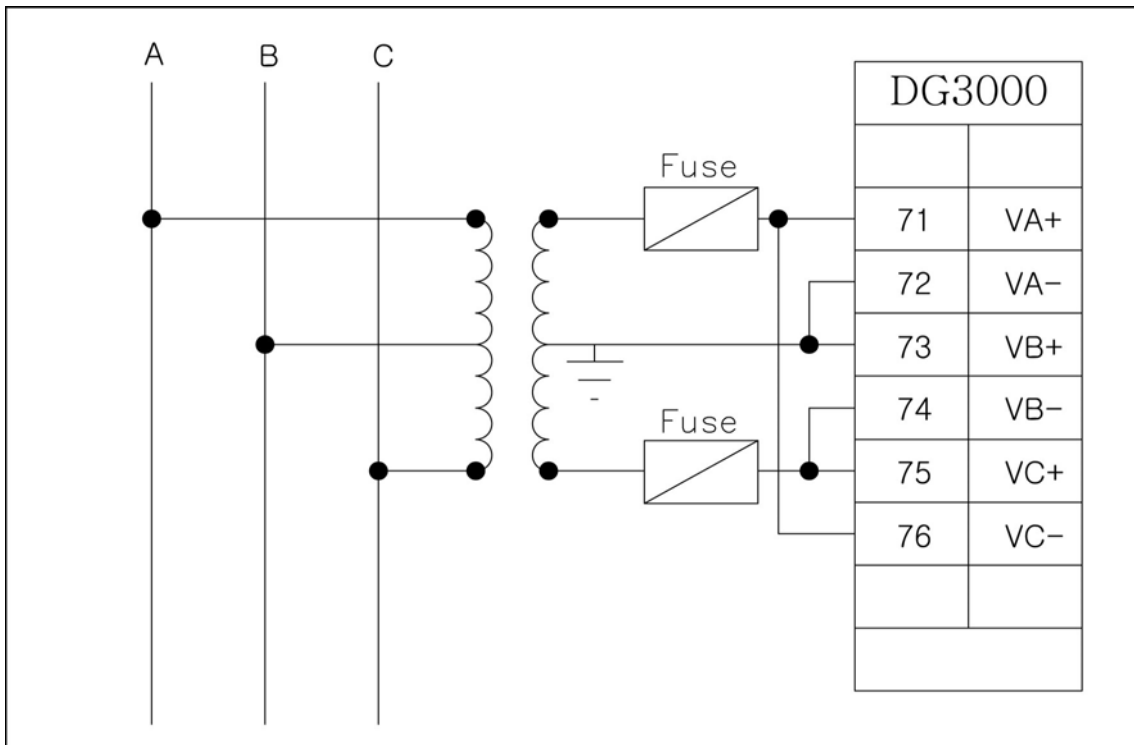 A B C
DG3000
Fuse
71 VA+
72 VA-
73 VB+
Fuse
74 VB-
75 VC+
76 VC-